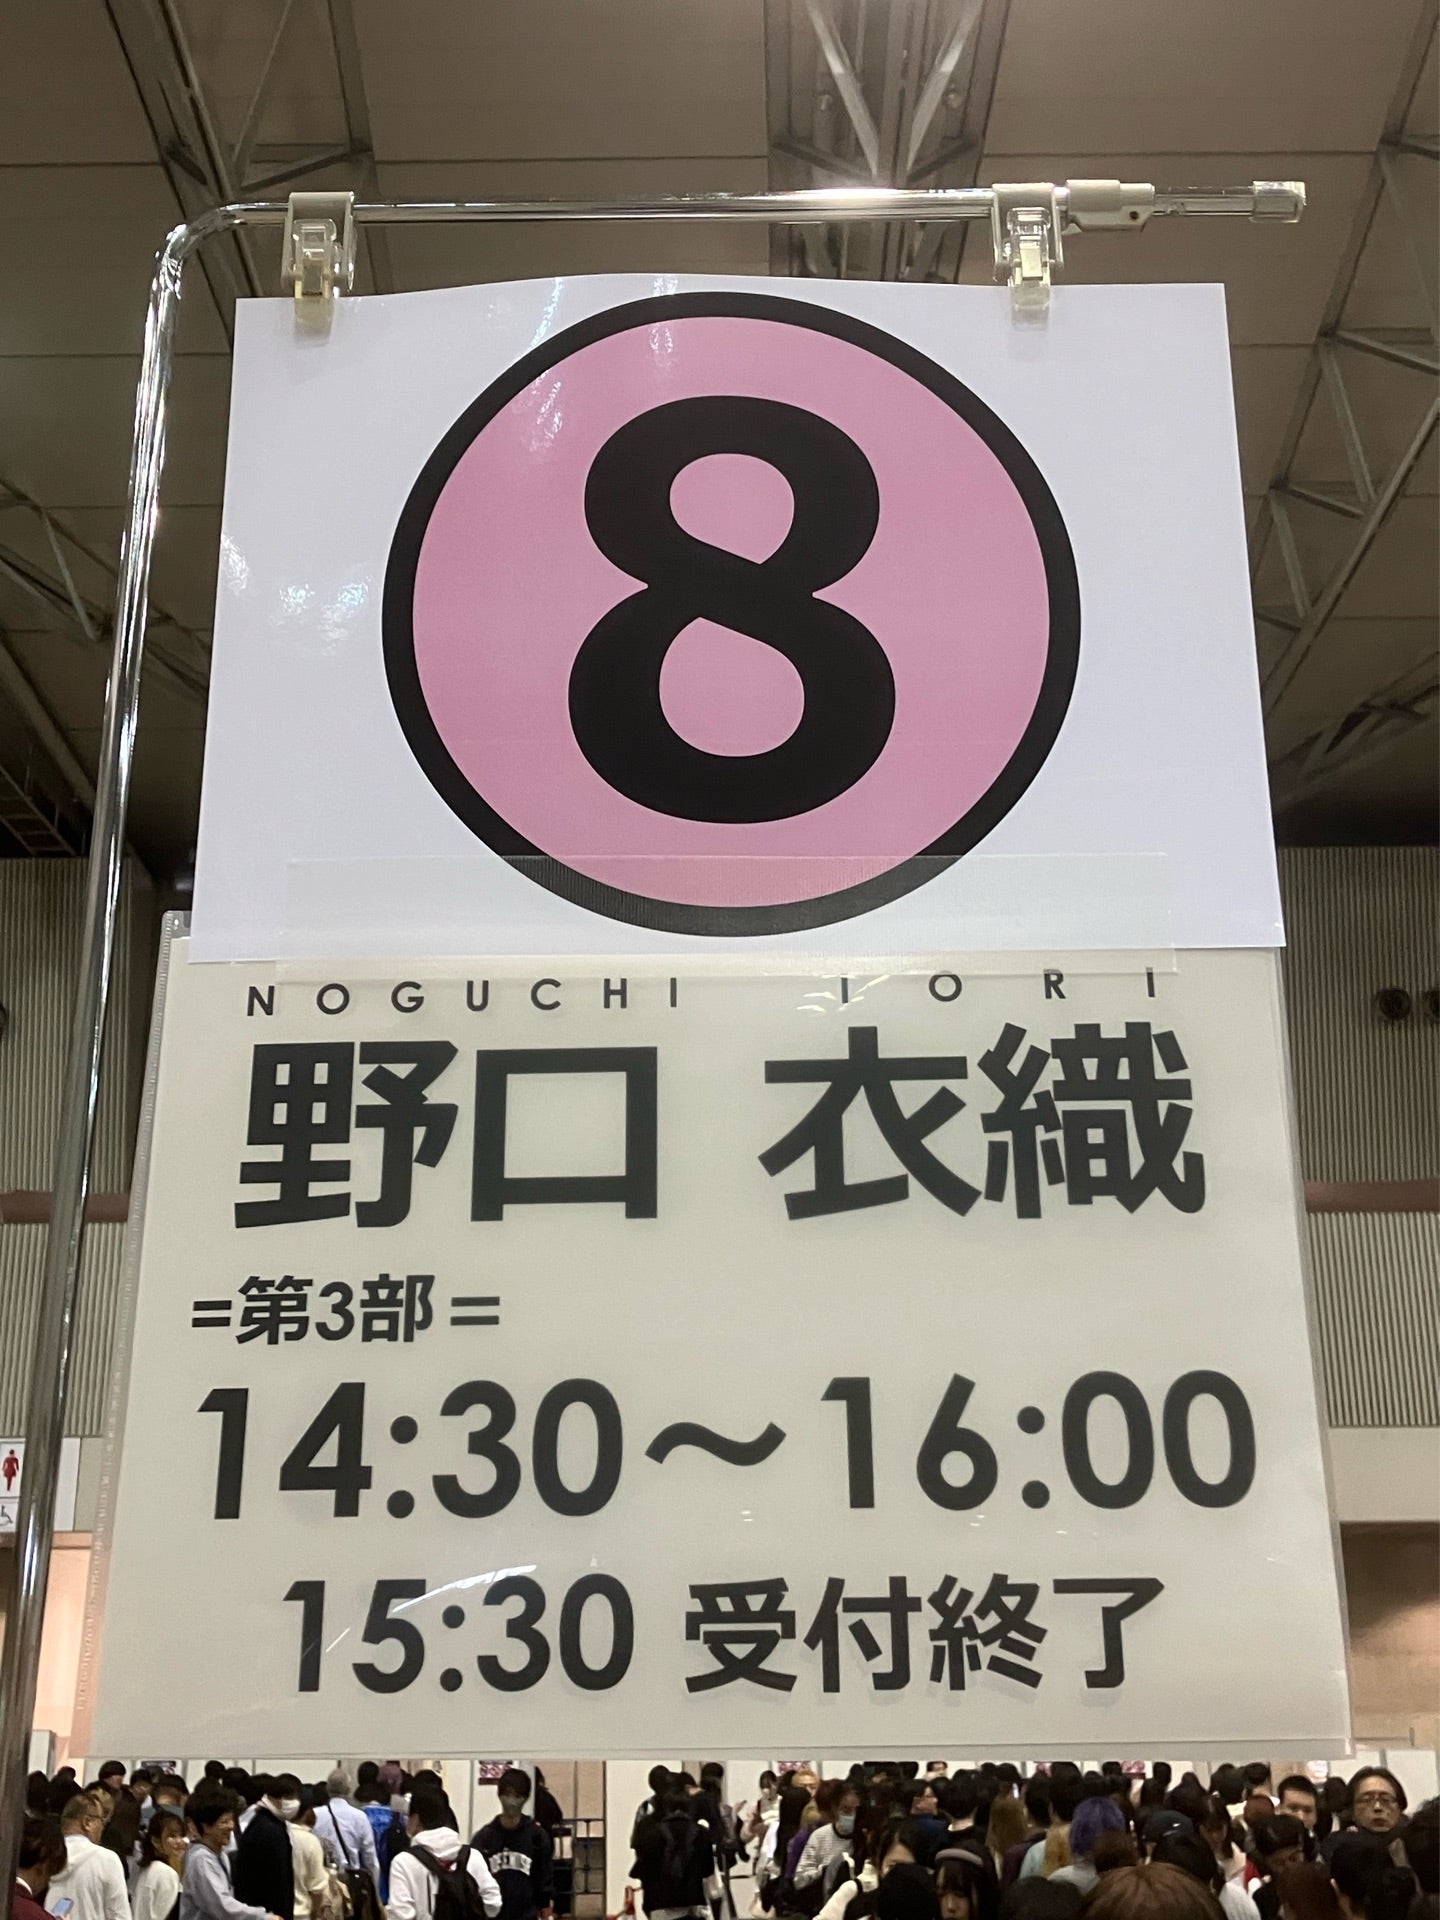 8
NOGUCHI IORI
野口 衣織
=第3部=
14:30〜16:00
15:30 受付終了